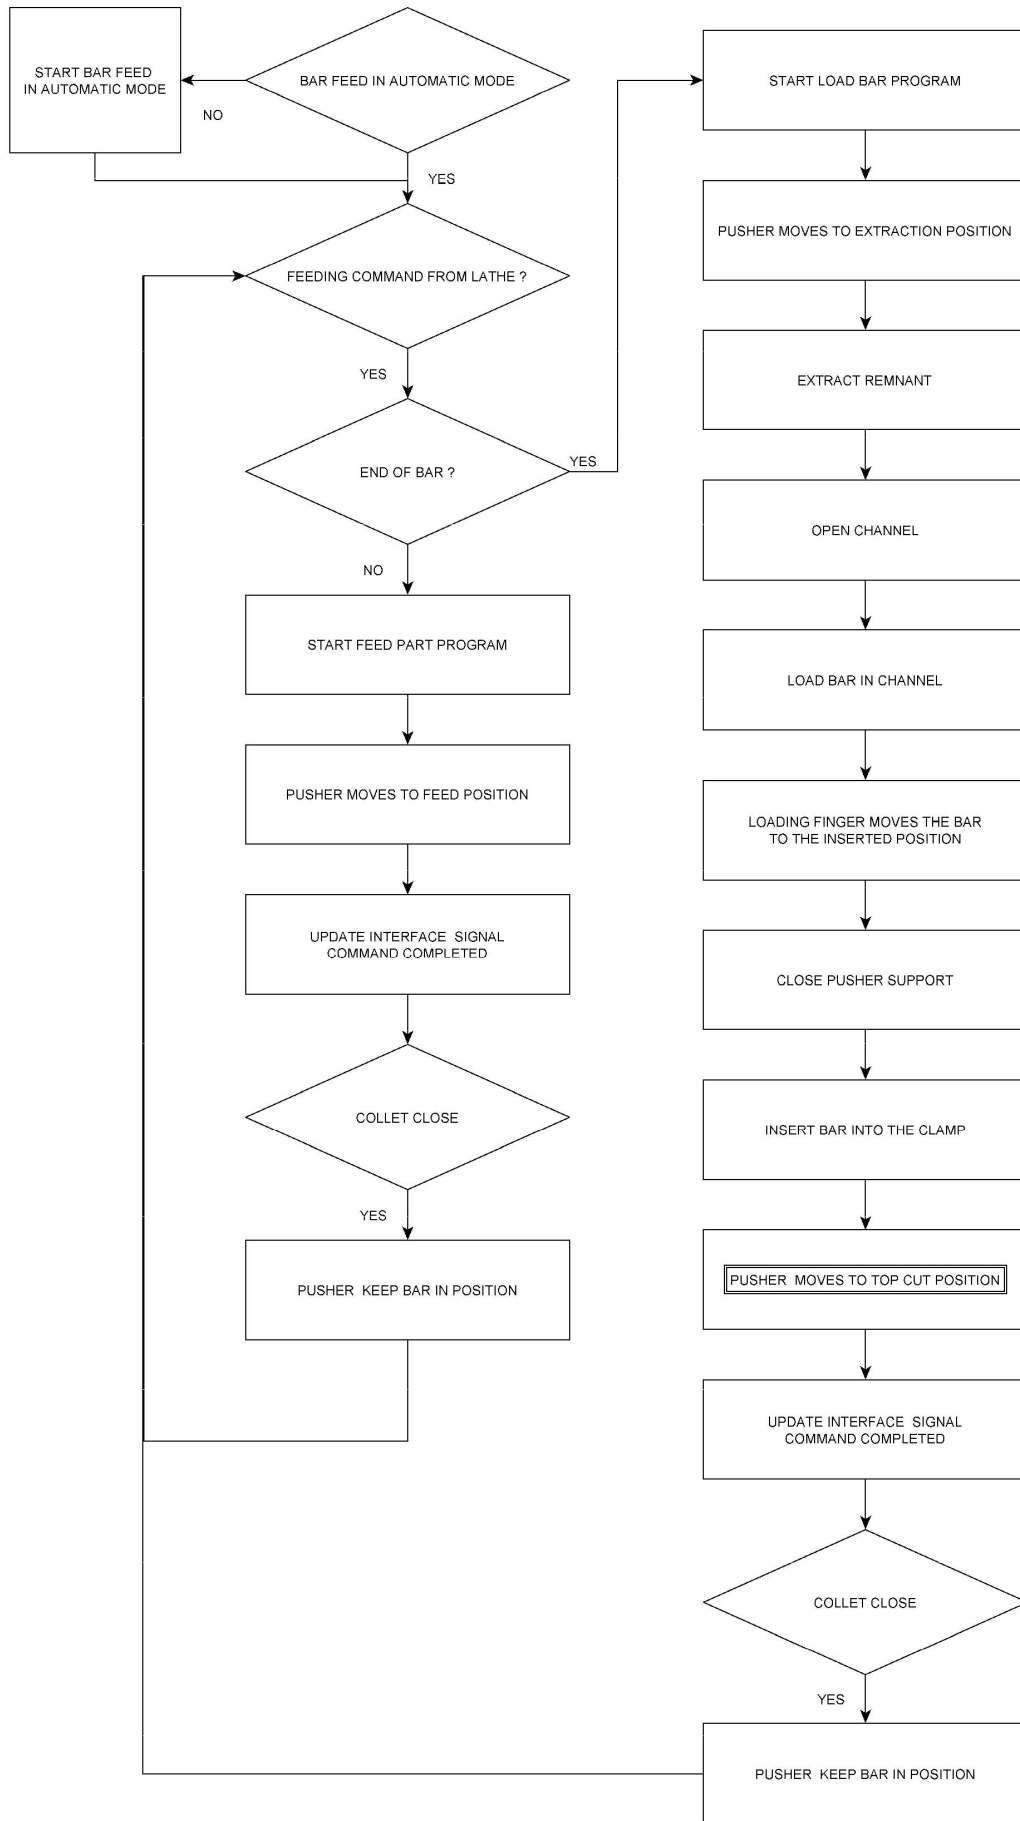 START BAR FEED
IN AUTOMATIC MODE
BAR FEED IN AUTOMATIC MODE
NO
YES
FEEDING COMMAND FROM LATHE ?
YES
END OF BAR ?
YES
NO
START FEED PART PROGRAM
PUSHER MOVES TO FEED POSITION
UPDATE INTERFACE SIGNAL
COMMAND COMPLETED
COLLET CLOSE
YES
PUSHER KEEP BAR IN POSITION
START LOAD BAR PROGRAM
PUSHER MOVES TO EXTRACTION POSITION
EXTRACT REMNANT
OPEN CHANNEL
LOAD BAR IN CHANNEL
LOADING FINGER MOVES THE BAR
TO THE INSERTED POSITION
CLOSE PUSHER SUPPORT
INSERT BAR INTO THE CLAMP
PUSHER MOVES TO TOP CUT POSITION
UPDATE INTERFACE SIGNAL
COMMAND COMPLETED
COLLET CLOSE
YES
PUSHER KEEP BAR IN POSITION